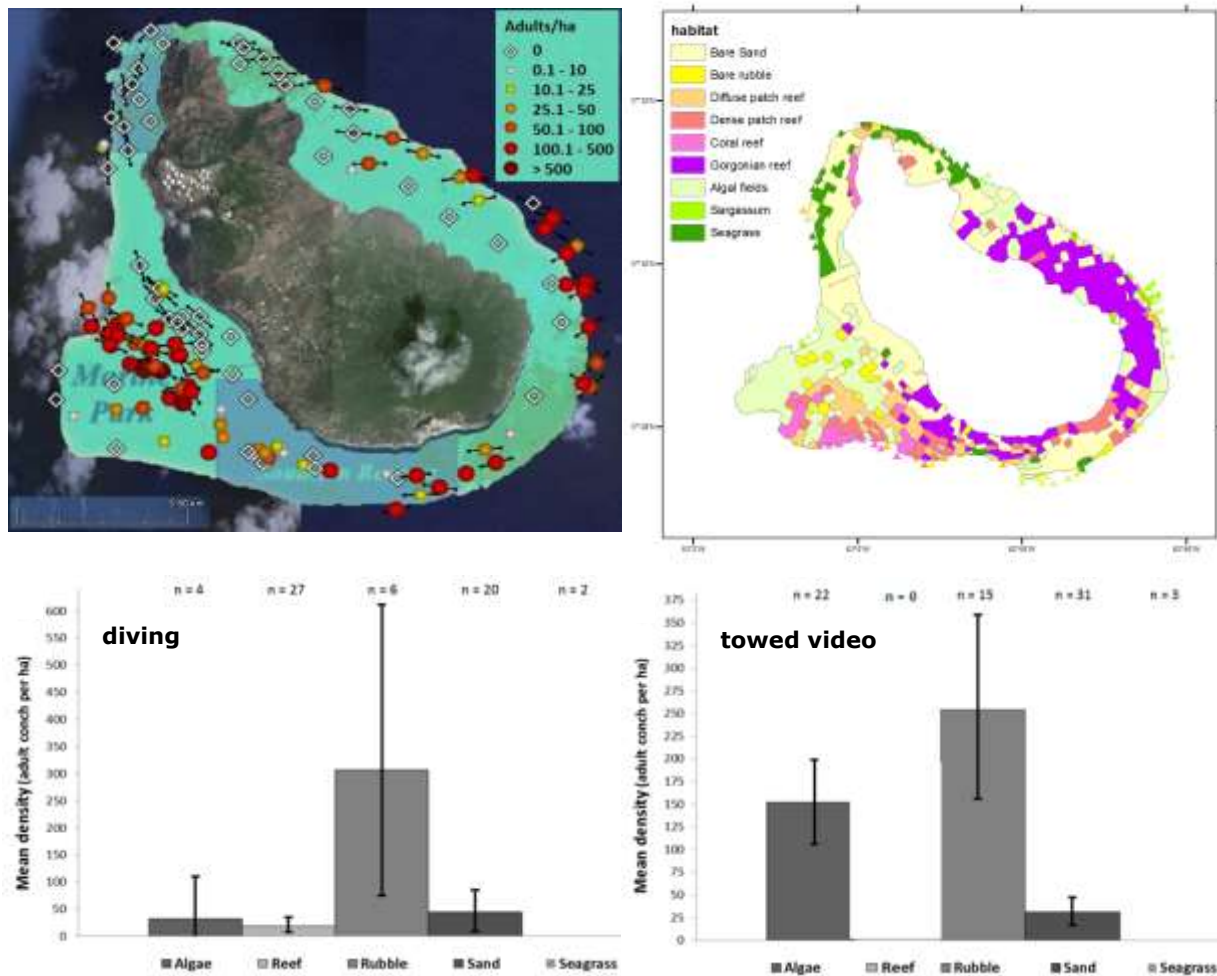 Adults/ha
0
0.1 - 10
10.1 - 25
25.1 - 50
50.1 - 100
100.1 - 500
> 500
Marine
Park
habitat
Bare Sand
Bare rubble
Diffuse patch reef
Dense patch reef
Coral reef
Gorgonian reef
Algal fields
Sargassum
Seagrass
diving
n = 4 n = 27 n = 6 n = 20 n = 2
Mean density (adult conch per ha)
600
550
500
450
400
350
300
250
200
150
100
50
0
Algae Reef Rubble Sand Seagrass
towed video
n = 22 n = 0 n = 15 n = 31 n = 3
Mean density (adult conch per ha)
375
350
325
300
275
250
225
200
175
150
125
100
75
50
25
0
Algae Reef Rubble Sand Seagrass